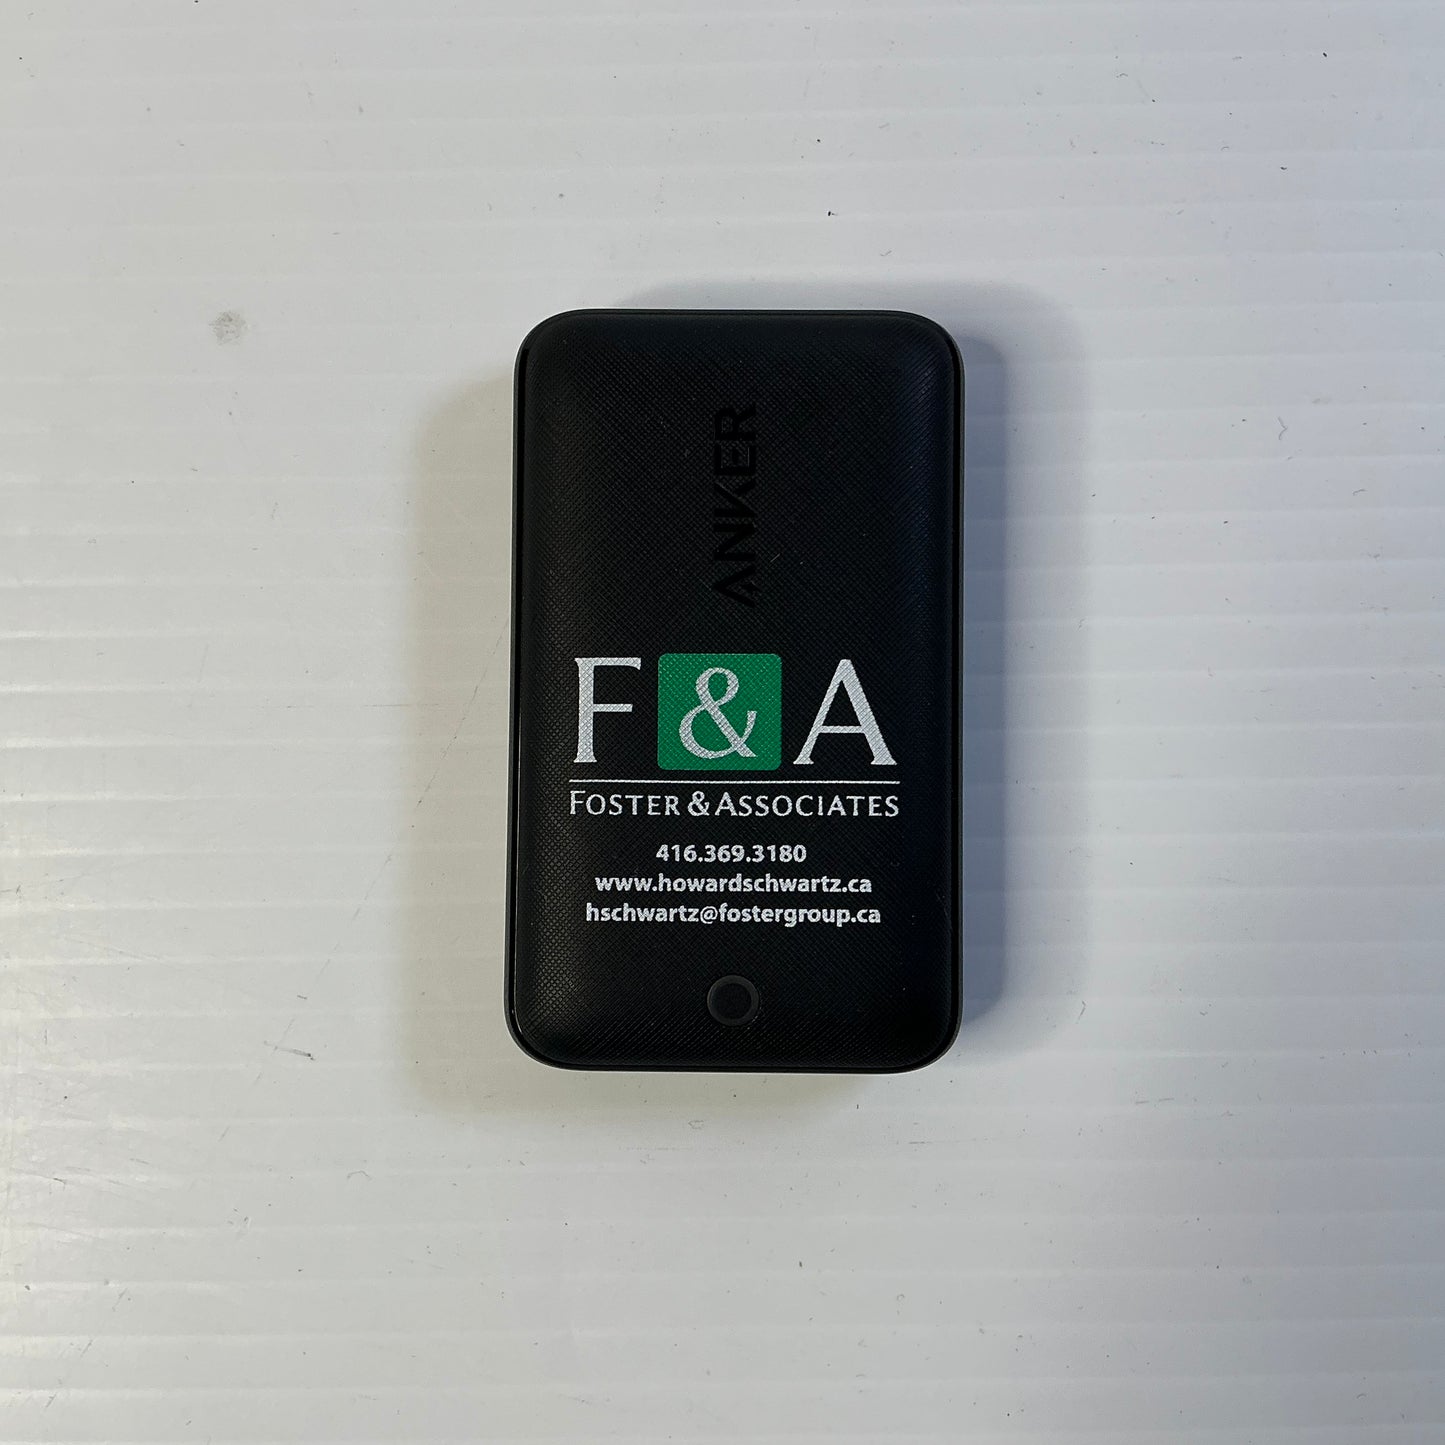 ANKER
F & A
FOSTER & ASSOCIATES
416.369.3180
www.howardschwartz.ca
hschwartz@fostergroup.ca